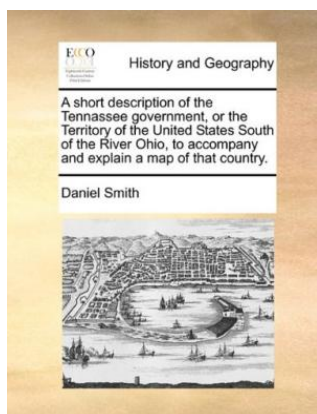 ECCO
History and Geography
A short description of the
Tennassee government, or the
Territory of the United States South
of the River Ohio, to accompany
and explain a map of that country.
Daniel Smith